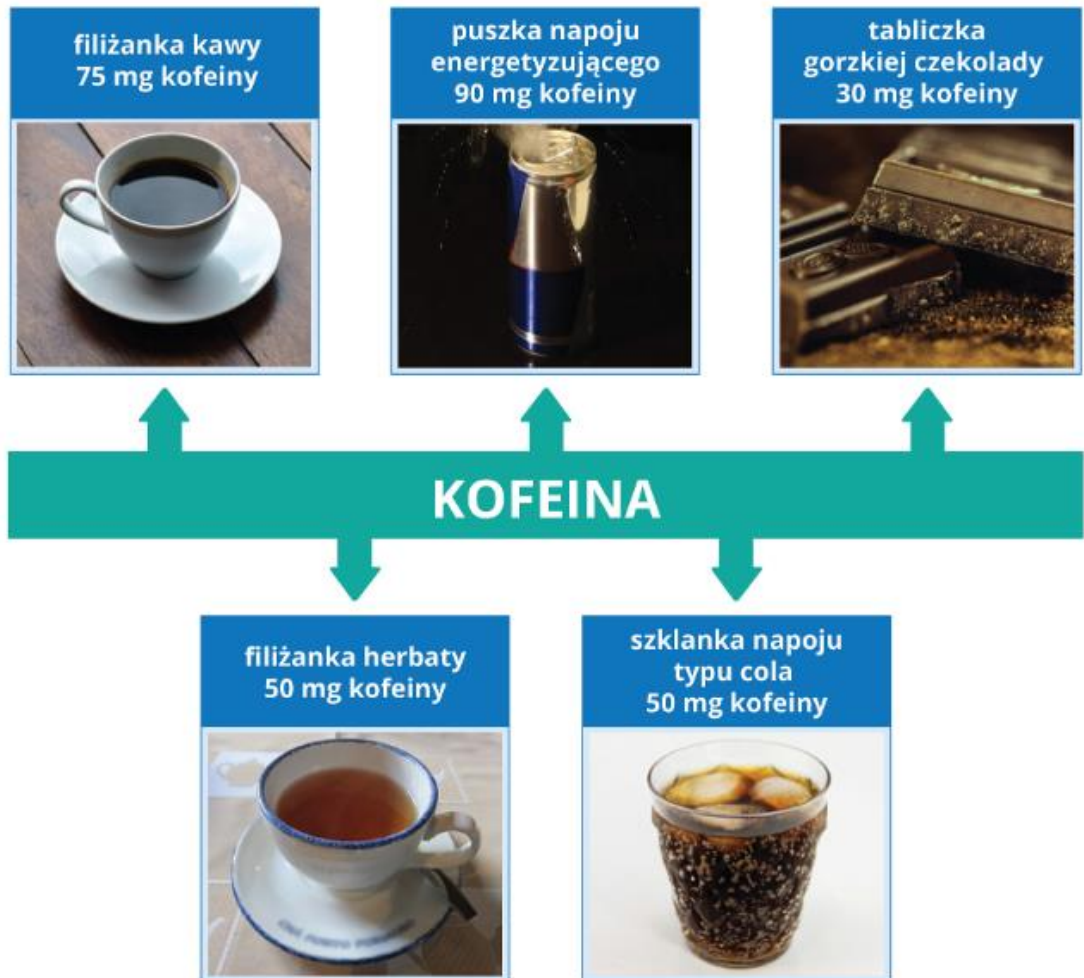 filiżanka kawy
75 mg kofeiny
puszka napoju
energetyzującego
90 mg kofeiny
tabliczka
gorzkiej czekolady
30 mg kofeiny
KOFEINA
filiżanka herbaty
50 mg kofeiny
szklanka napoju
typu cola
50 mg kofeiny